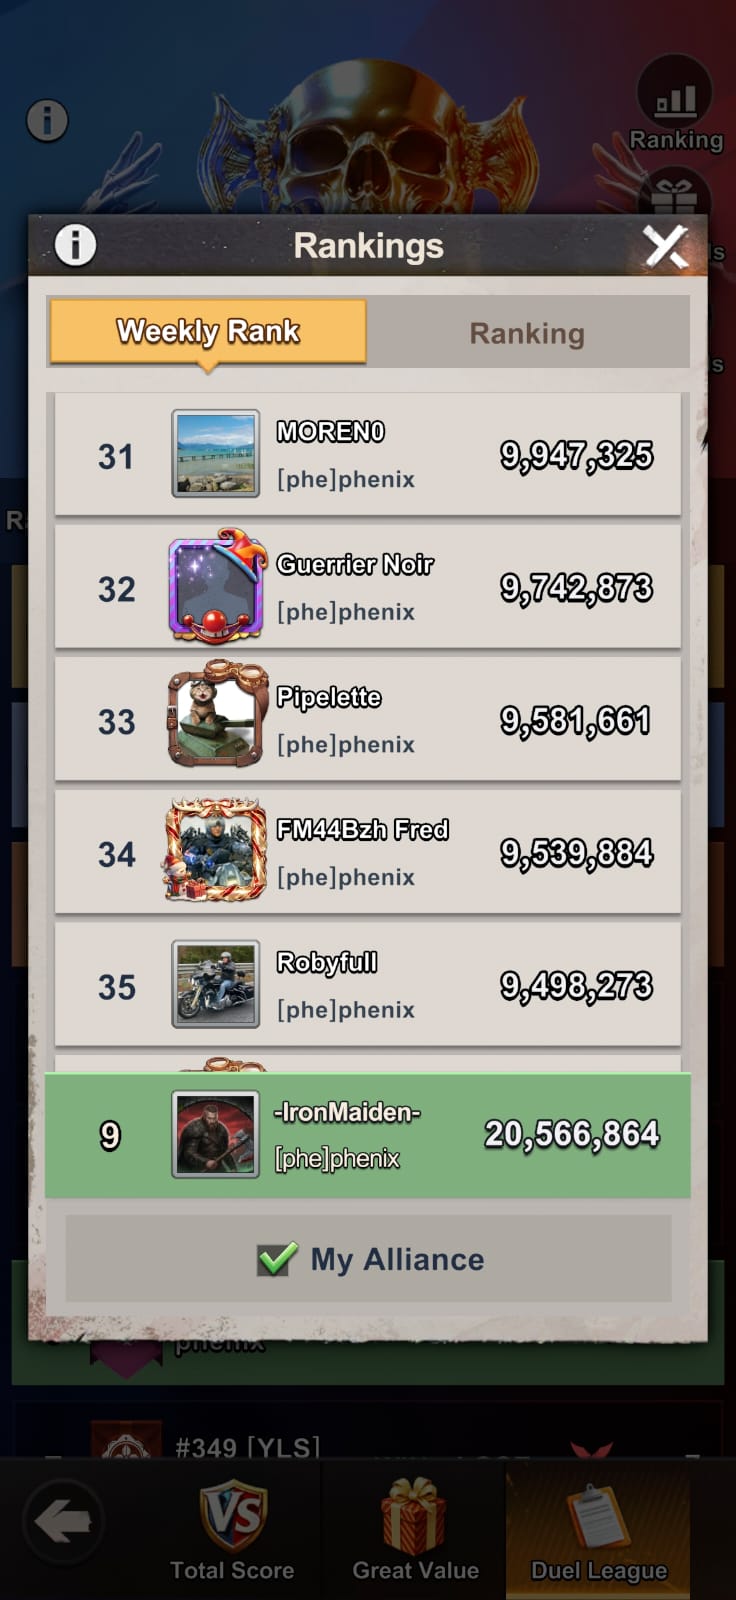 Ranking
Rankings
Weekly Rank
Ranking
31
MOREN0
[phe]phenix
9,947,325
32
Guerrier Noir
[phe]phenix
9,742,873
33
Pipelette
[phe]phenix
9,581,661
34
FM44Bzh Fred
[phe]phenix
9,539,884
35
Robyfull
[phe]phenix
9,498,273
9
-IronMaiden-
[phe]phenix
20,566,864
My Alliance
phenix
#349 [YLS]
VS
Total Score
Great Value
Duel League